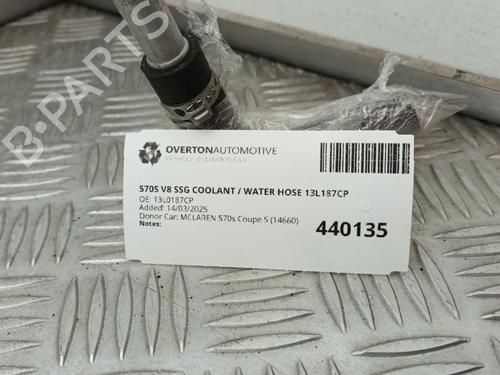 B-PARTS
OVERTONAUTOMOTIVE
VEHICLE DISMANTLERS
570S V8 SSG COOLANT / WATER HOSE 13L187CP
OE: 13L0187CP
Added: 14/03/2025
Donor Car: MCLAREN 570s Coupe S (14660)
Notes:
440135